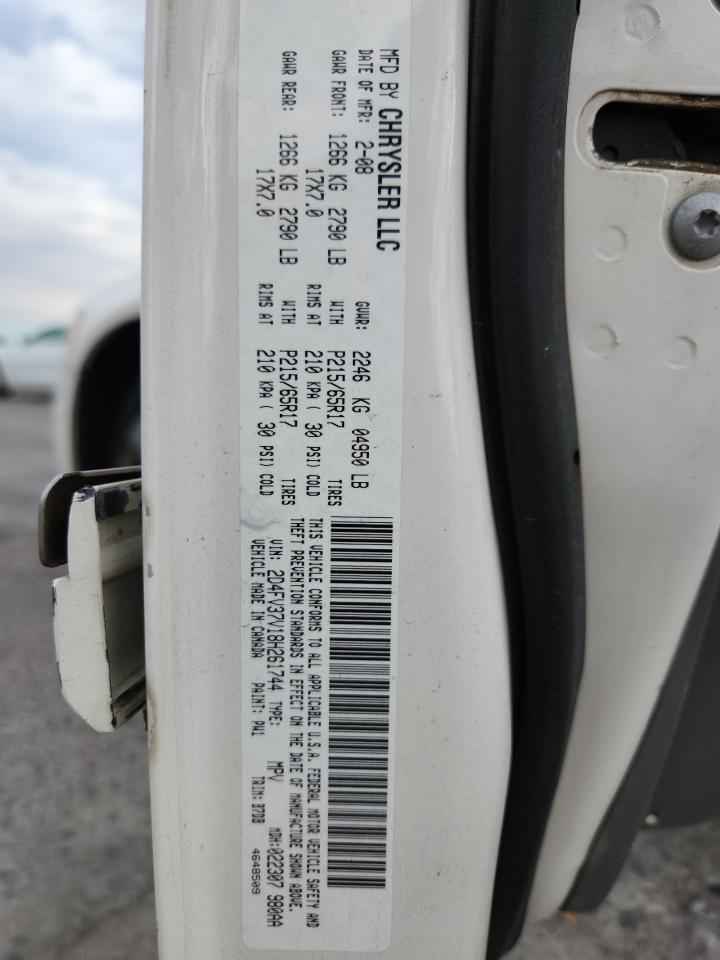 MFD BY CHRYSLER LLC
DATE OF MFR: 2-08 GVWR: 2246 KG 04950 LB
GAWR FRONT: 1266 KG 2790 LB WITH P215/65R17 TIRES
17X7.0 RIMS AT 210 KPA ( 30 PSI) COLD
GAWR REAR: 1266 KG 2790 LB WITH P215/65R17 TIRES
17X7.0 RIMS AT 210 KPA ( 30 PSI) COLD
THIS VEHICLE CONFORMS TO ALL APPLICABLE U.S.A. FEDERAL MOTOR VEHICLE SAFETY AND
THEFT PREVENTION STANDARDS IN EFFECT ON THE DATE OF MANUFACTURE SHOWN ABOVE.
VIN: 2D4FV37V18H261744 TYPE: MPV MDH:022307 980AA
VEHICLE MADE IN CANADA PAINT: PW1 TRIM: B7DB
4648509